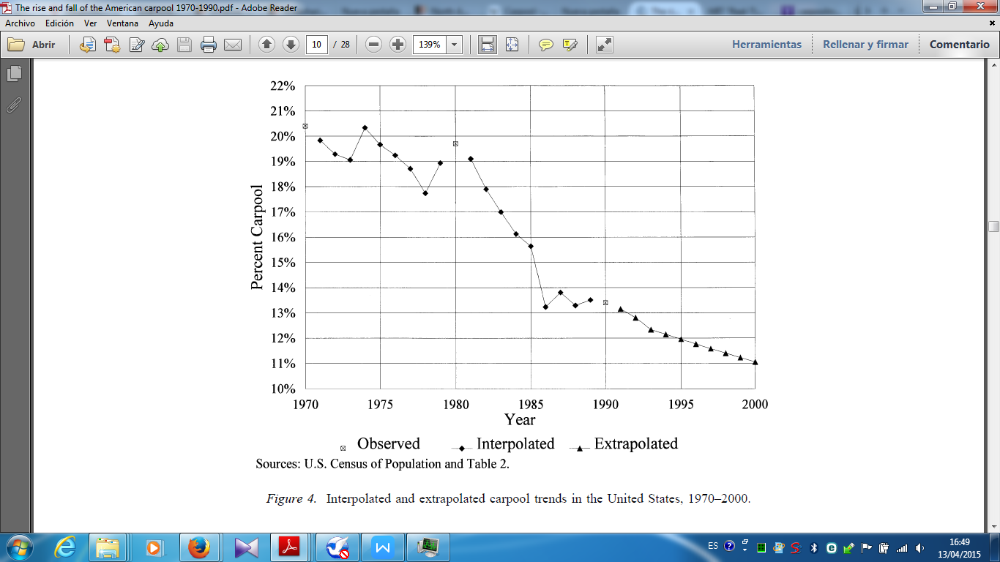 The rise and fall of the American carpool 1970-1990.pdf - Adobe Reader
Archivo Edición Ver Ventana Ayuda
Abrir 10 / 28 139% Herramientas Rellenar y firmar Comentario
22%
21%
20%
19%
18%
17%
16%
15%
14%
13%
12%
11%
10%
Percent Carpool
1970 1975 1980 1985 1990 1995 2000
Year
Observed Interpolated Extrapolated
Sources: U.S. Census of Population and Table 2.
Figure 4. Interpolated and extrapolated carpool trends in the United States, 1970–2000.
ES 16:49
13/04/2015